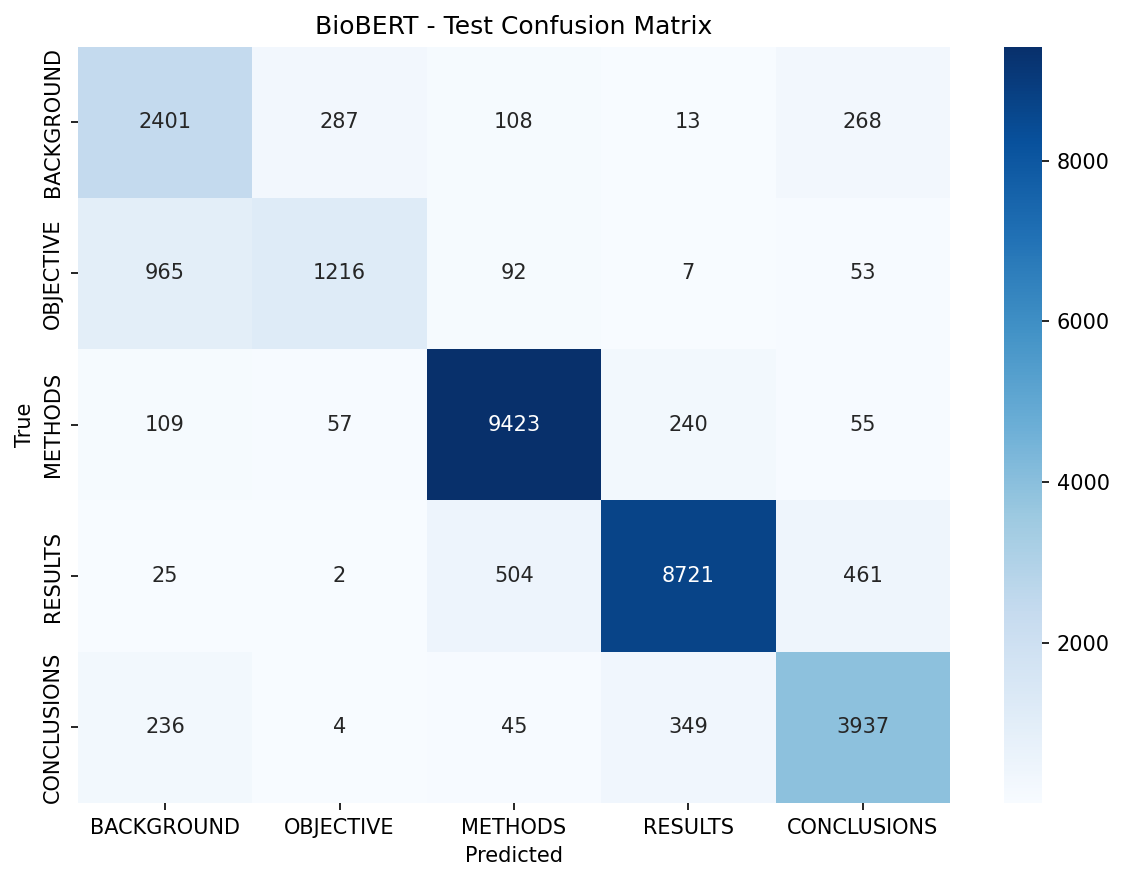 BioBERT - Test Confusion Matrix
True
BACKGROUND 2401 287 108 13 268
OBJECTIVE 965 1216 92 7 53
METHODS 109 57 9423 240 55
RESULTS 25 2 504 8721 461
CONCLUSIONS 236 4 45 349 3937
BACKGROUND OBJECTIVE METHODS RESULTS CONCLUSIONS
Predicted
8000
6000
4000
2000